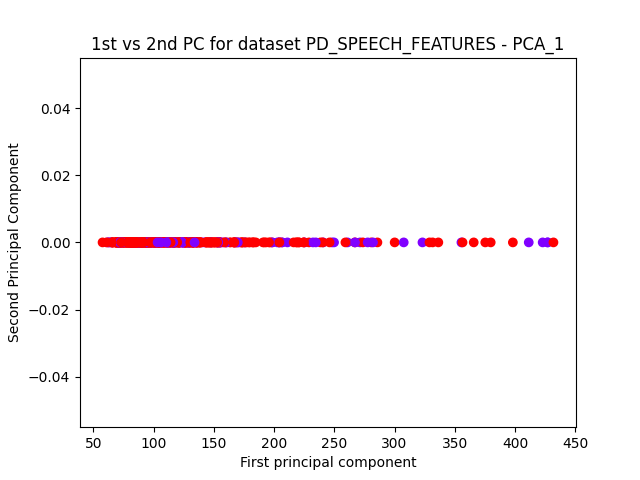 1st vs 2nd PC for dataset PD_SPEECH_FEATURES - PCA_1
Second Principal Component
0.04
0.02
0.00
−0.02
−0.04
50 100 150 200 250 300 350 400 450
First principal component